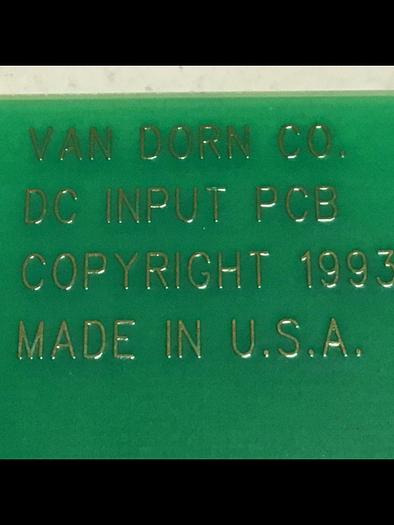 VAN DORN CO.
DC INPUT PCB
COPYRIGHT 1993
MADE IN U.S.A.